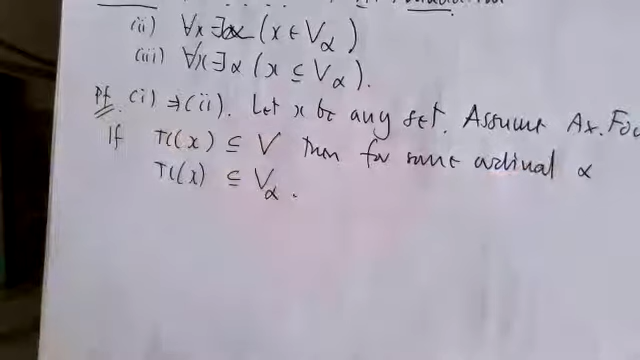 (ii) ∀x ∃α (x ∈ V_α)
(iii) ∀x ∃α (x ⊆ V_α).
Pf. (i) ⇒ (ii). Let x be any set. Assume Ax. Fou
If TC(x) ⊆ V then for some ordinal α
TC(x) ⊆ V_α.